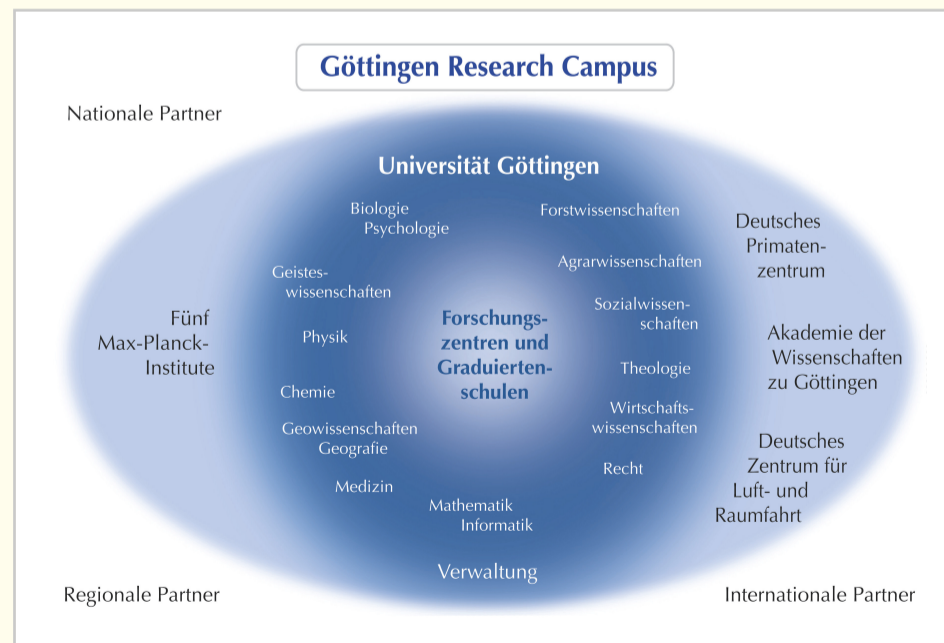 Göttingen Research Campus
Nationale Partner
Universität Göttingen
Biologie
Psychologie
Forstwissenschaften
Geistes-
wissenschaften
Agrarwissenschaften
Physik
Sozialwissen-
schaften
Chemie
Theologie
Geowissenschaften
Geografie
Wirtschafts-
wissenschaften
Medizin
Recht
Mathematik
Informatik
Verwaltung
Forschungs-
zentren und
Graduierten-
schulen
Fünf
Max-Planck-
Institute
Deutsches
Primaten-
zentrum
Akademie der
Wissenschaften
zu Göttingen
Deutsches
Zentrum für
Luft- und
Raumfahrt
Regionale Partner
Internationale Partner